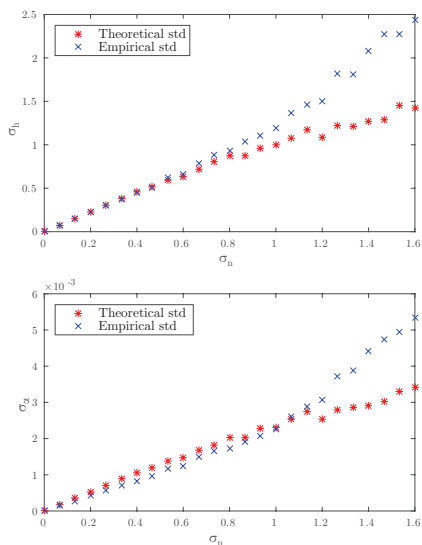 2.5
2
1.5
1
0.5
0
σh
Theoretical std
Empirical std
0 0.2 0.4 0.6 0.8 1 1.2 1.4 1.6
σn
×10 -3
6
5
4
3
2
1
0
σα
Theoretical std
Empirical std
0 0.2 0.4 0.6 0.8 1 1.2 1.4 1.6
σn